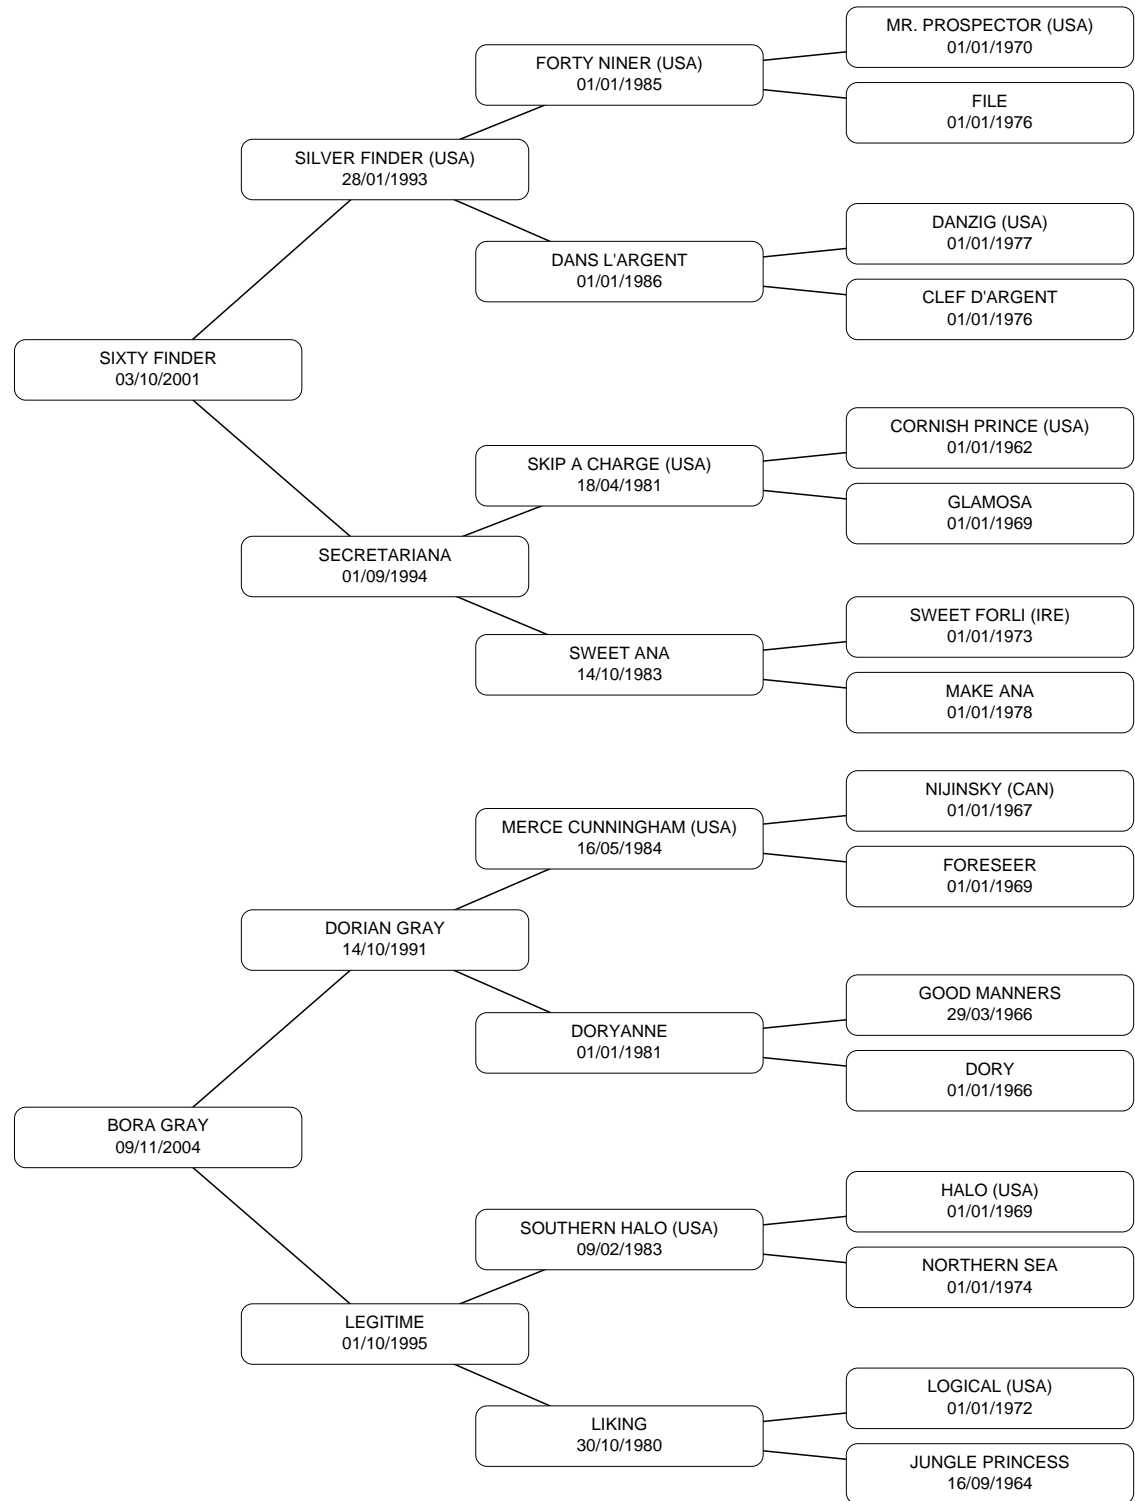 MR. PROSPECTOR (USA)
01/01/1970
FORTY NINER (USA)
01/01/1985
FILE
01/01/1976
SILVER FINDER (USA)
28/01/1993
DANZIG (USA)
01/01/1977
DANS L'ARGENT
01/01/1986
CLEF D'ARGENT
01/01/1976
SIXTY FINDER
03/10/2001
CORNISH PRINCE (USA)
01/01/1962
SKIP A CHARGE (USA)
18/04/1981
GLAMOSA
01/01/1969
SECRETARIANA
01/09/1994
SWEET FORLI (IRE)
01/01/1973
SWEET ANA
14/10/1983
MAKE ANA
01/01/1978
NIJINSKY (CAN)
01/01/1967
MERCE CUNNINGHAM (USA)
16/05/1984
FORESEER
01/01/1969
DORIAN GRAY
14/10/1991
GOOD MANNERS
29/03/1966
DORYANNE
01/01/1981
DORY
01/01/1966
BORA GRAY
09/11/2004
HALO (USA)
01/01/1969
SOUTHERN HALO (USA)
09/02/1983
NORTHERN SEA
01/01/1974
LEGITIME
01/10/1995
LOGICAL (USA)
01/01/1972
LIKING
30/10/1980
JUNGLE PRINCESS
16/09/1964